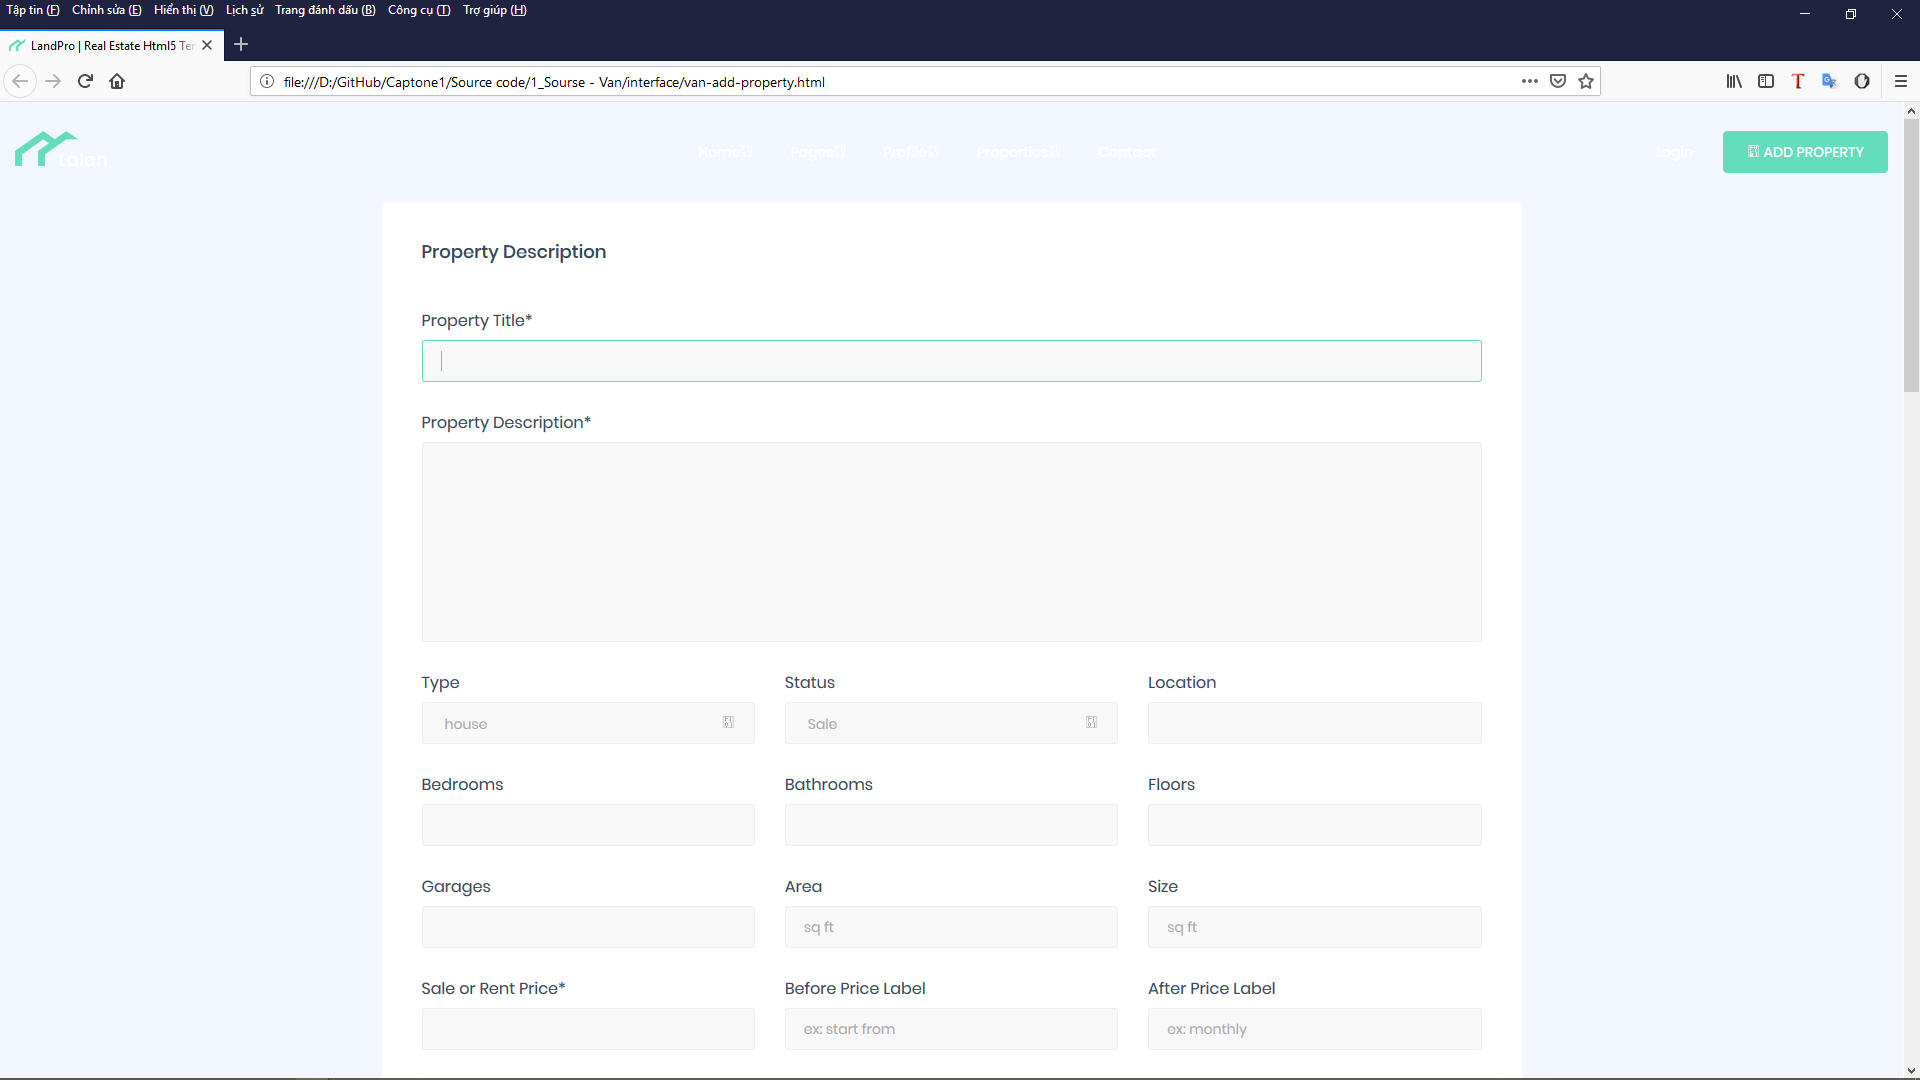 Tập tin (F) Chỉnh sửa (E) Hiển thị (V) Lịch sử Trang đánh dấu (B) Công cụ (T) Trợ giúp (H)
LandPro | Real Estate Html5 Ter
file:///D:/GitHub/Captone1/Source code/1_Sourse - Van/interface/van-add-property.html
Lalan Home Pages Profile Properties Contact Login ADD PROPERTY
Property Description
Property Title*
Property Description*
Type Status Location
house Sale
Bedrooms Bathrooms Floors
Garages Area Size
sq ft sq ft
Sale or Rent Price* Before Price Label After Price Label
ex: start from ex: monthly